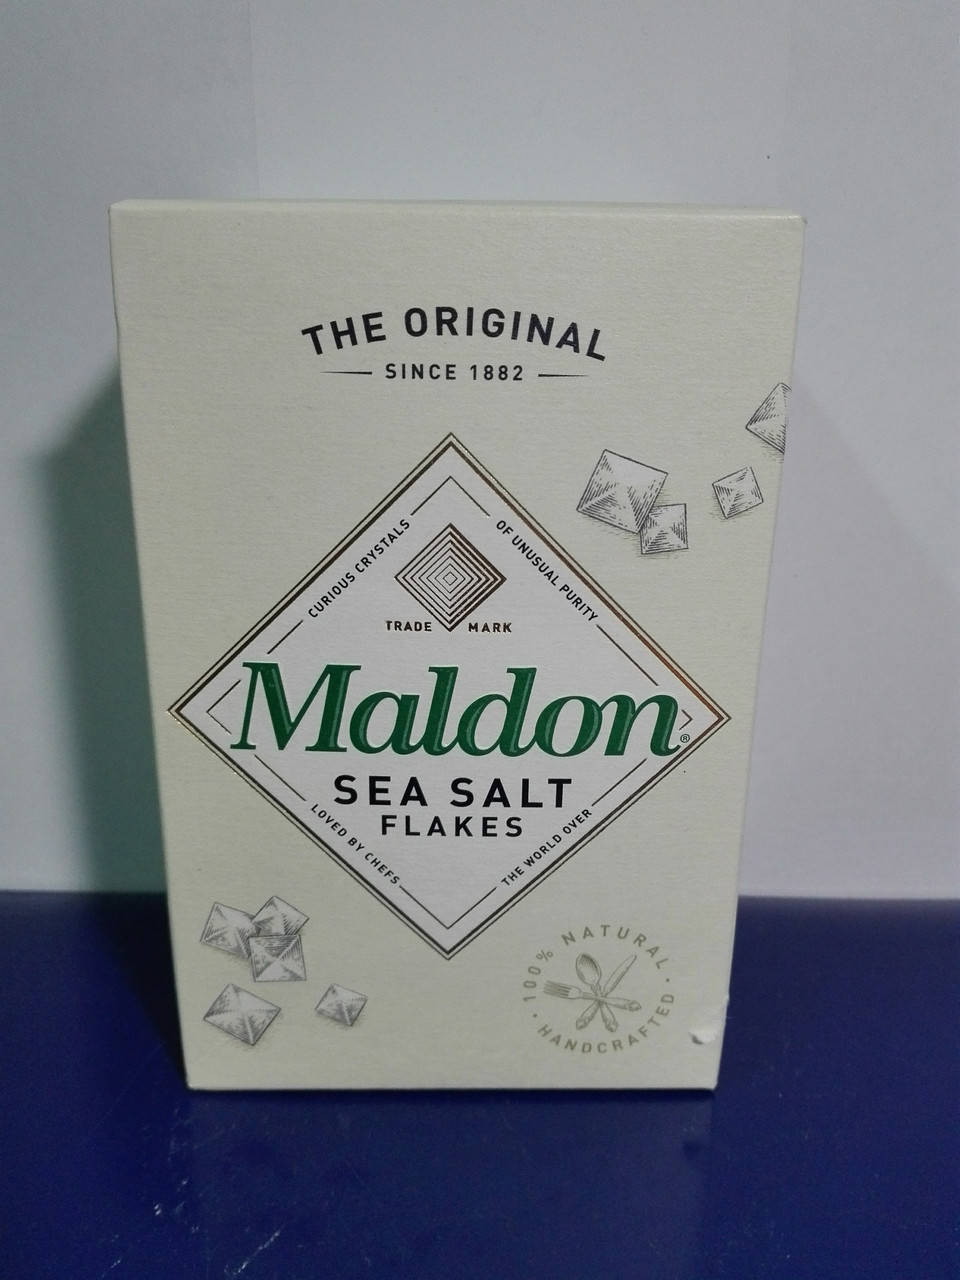 THE ORIGINAL
SINCE 1882
CURIOUS CRYSTALS
OF UNUSUAL PURITY
TRADE MARK
Maldon®
SEA SALT
FLAKES
LOVED BY CHEFS
THE WORLD OVER
100% NATURAL · HANDCRAFTED ·